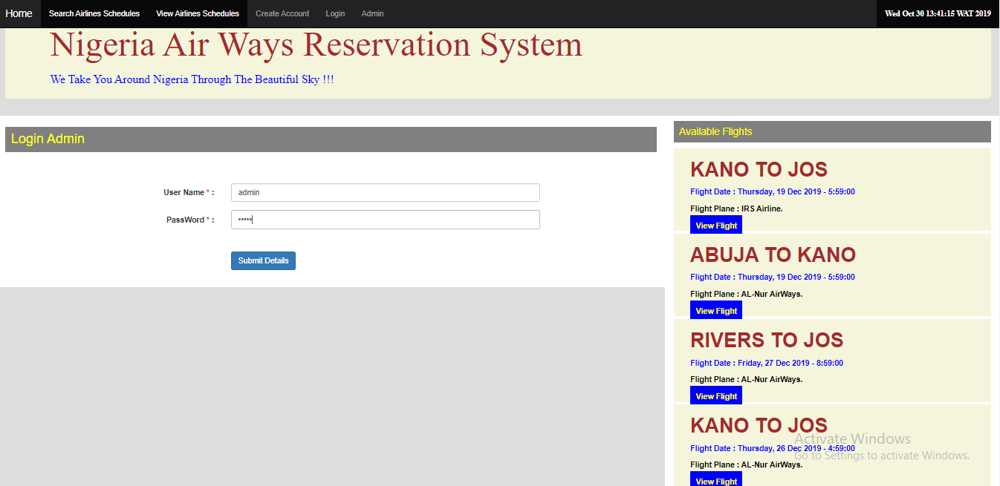 Home Search Airlines Schedules View Airlines Schedules Create Account Login Admin Wed Oct 30 13:41:15 WAT 2019
Nigeria Air Ways Reservation System
We Take You Around Nigeria Through The Beautiful Sky !!!
Login Admin
User Name * : admin
PassWord * : •••••
Submit Details
Available Flights
KANO TO JOS
Flight Date : Thursday, 19 Dec 2019 - 5:59:00
Flight Plane : IRS Airline.
View Flight
ABUJA TO KANO
Flight Date : Thursday, 19 Dec 2019 - 5:59:00
Flight Plane : AL-Nur AirWays.
View Flight
RIVERS TO JOS
Flight Date : Friday, 27 Dec 2019 - 8:59:00
Flight Plane : AL-Nur AirWays.
View Flight
KANO TO JOS
Flight Date : Thursday, 26 Dec 2019 - 4:59:00
Flight Plane : AL-Nur AirWays.
View Flight
Activate Windows
Go to Settings to activate Windows.